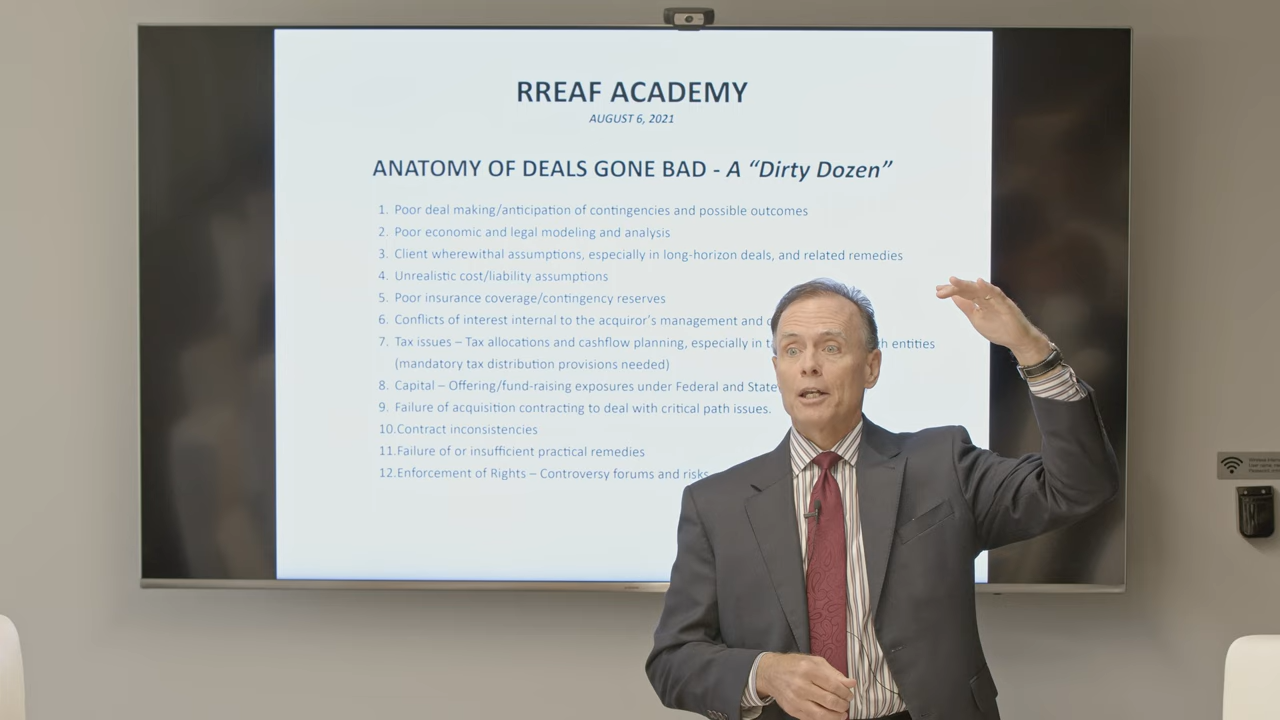 RREAF ACADEMY
AUGUST 6, 2021
ANATOMY OF DEALS GONE BAD - A “Dirty Dozen”
1. Poor deal making/anticipation of contingencies and possible outcomes
2. Poor economic and legal modeling and analysis
3. Client wherewithal assumptions, especially in long-horizon deals, and related remedies
4. Unrealistic cost/liability assumptions
5. Poor insurance coverage/contingency reserves
6. Conflicts of interest internal to the acquiror’s management and
7. Tax issues – Tax allocations and cashflow planning, especially in entities
(mandatory tax distribution provisions needed)
8. Capital – Offering/fund-raising exposures under Federal and State
9. Failure of acquisition contracting to deal with critical path issues.
10.Contract inconsistencies
11.Failure of or insufficient practical remedies
12.Enforcement of Rights – Controversy forums and risks